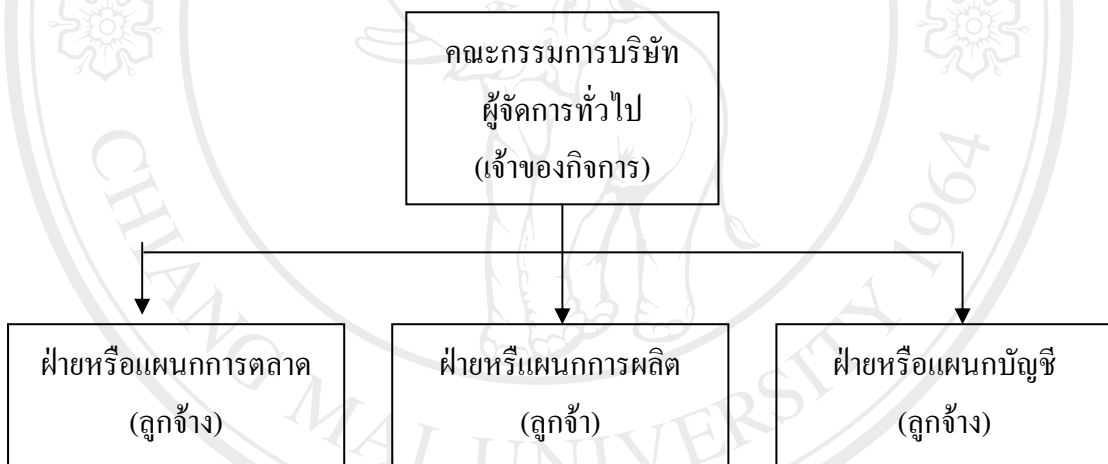 คณะกรรมการบริษัท
ผู้จัดการทั่วไป
(เจ้าของกิจการ)
ฝ่ายหรือแผนกการตลาด
(ลูกจ้าง)
ฝ่ายหรืแผนกการผลิต
(ลูกจ้า)
ฝ่ายหรือแผนกบัญชี
(ลูกจ้าง)
CHIANG MAI UNIVERSITY 1964